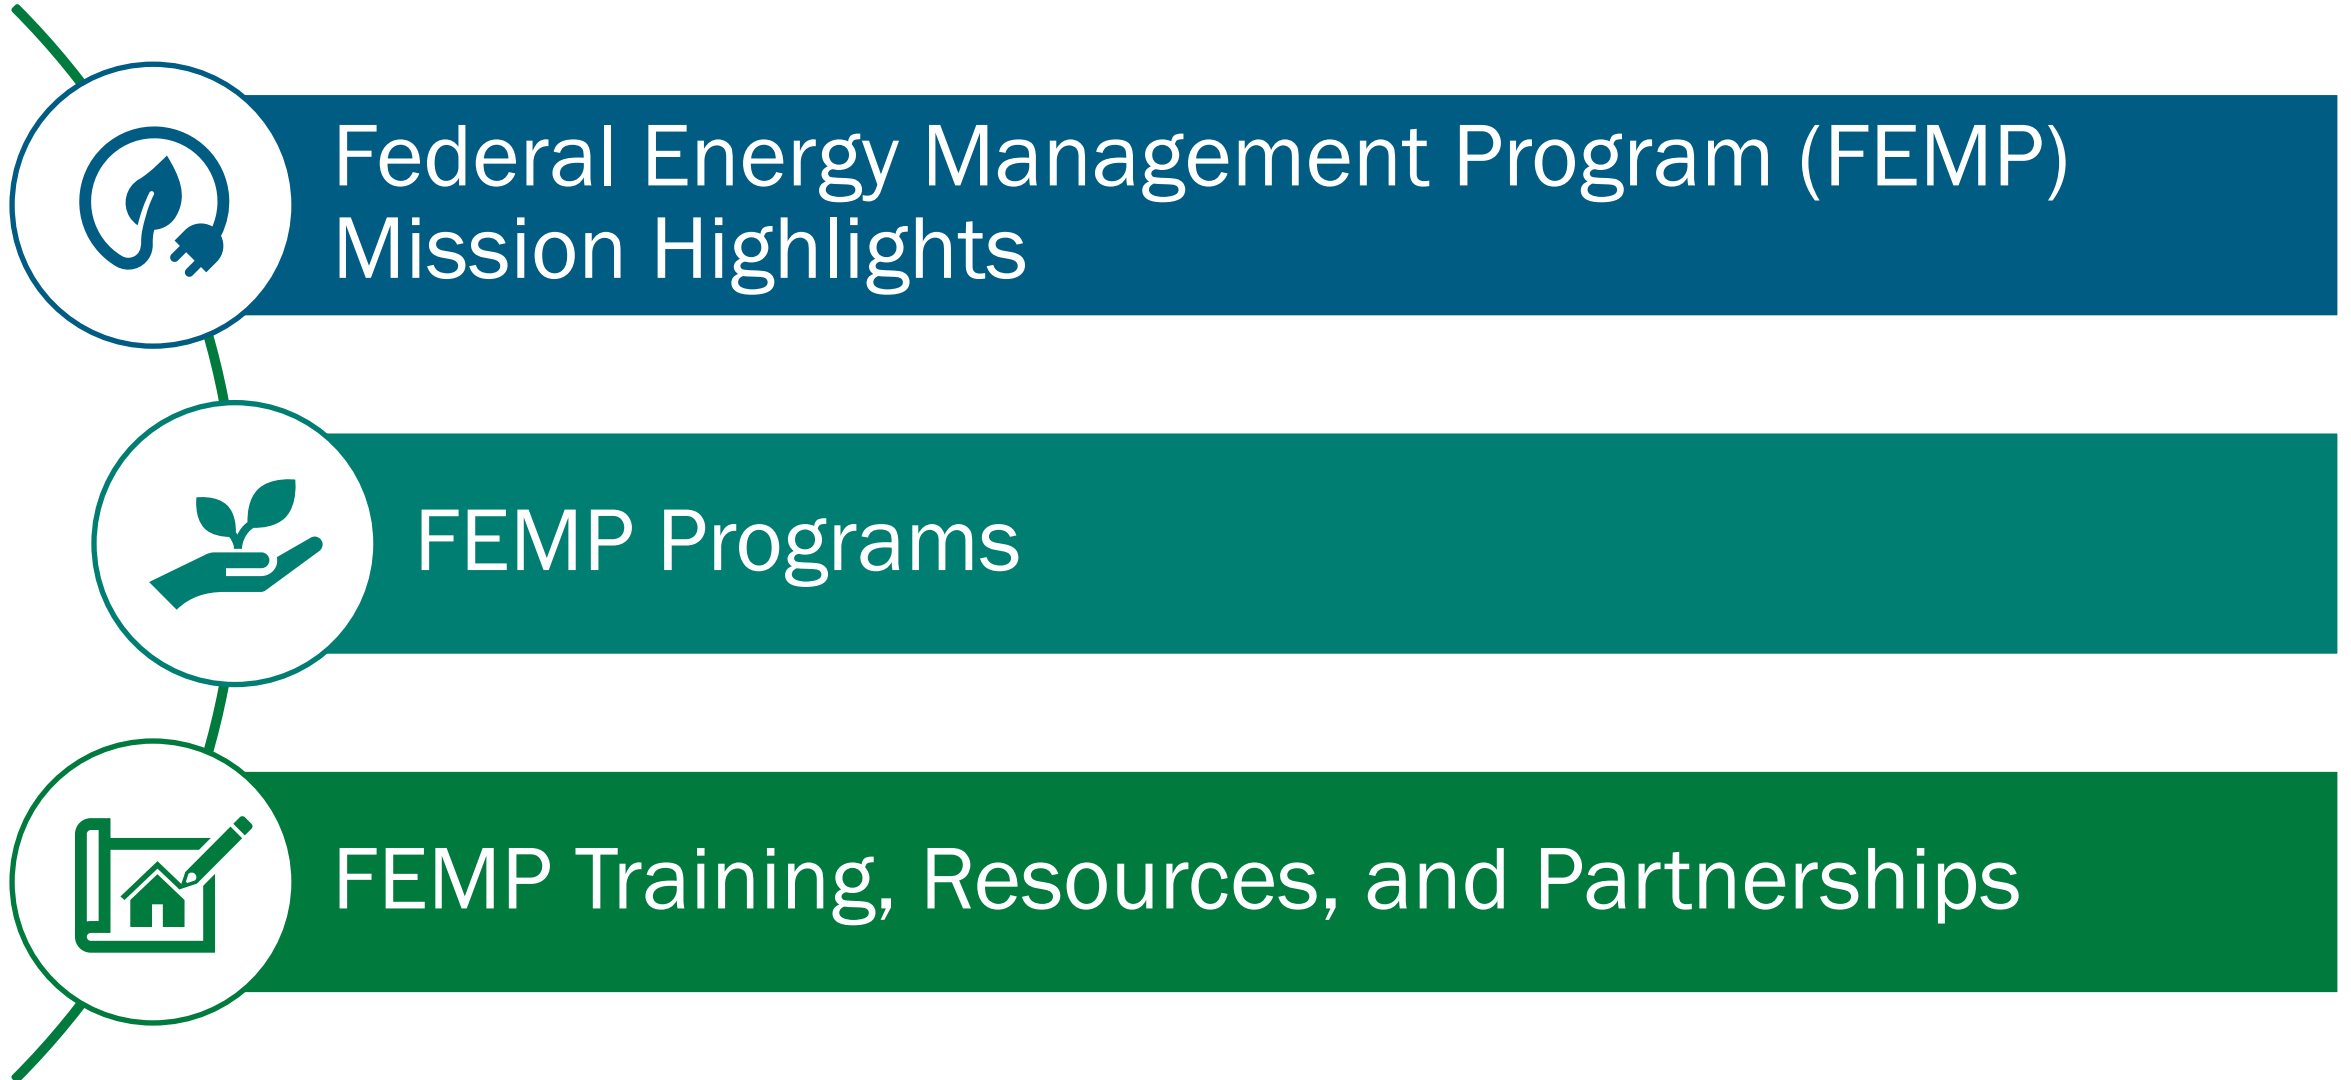 Federal Energy Management Program (FEMP)
Mission Highlights
FEMP Programs
FEMP Training, Resources, and Partnerships